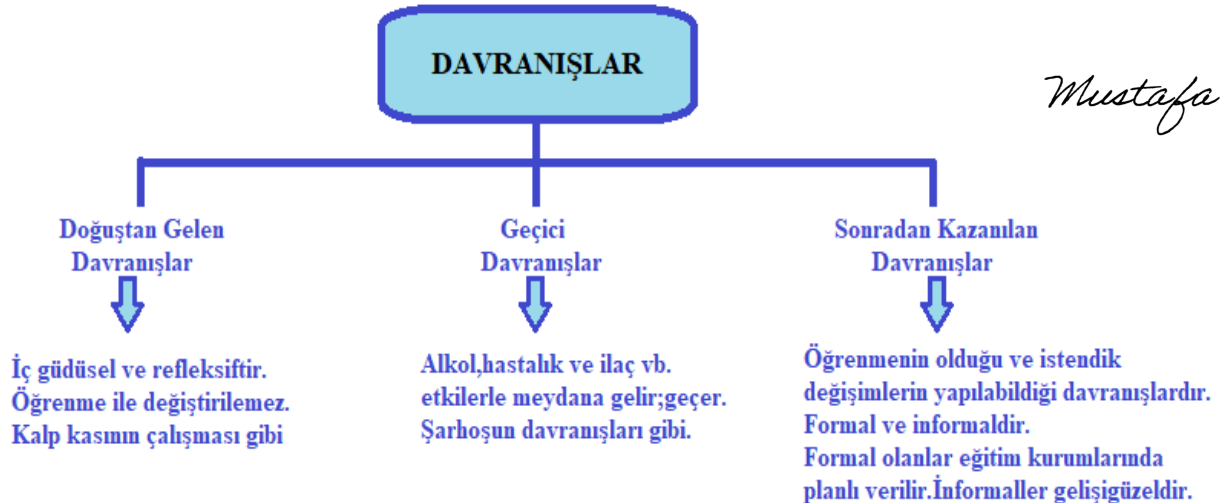 DAVRANIŞLAR
Mustafa
Doğuştan Gelen
Davranışlar
İç güdüsel ve refleksiftir.
Öğrenme ile değiştirilemez.
Kalp kasının çalışması gibi
Geçici
Davranışlar
Alkol,hastalık ve ilaç vb.
etkilerle meydana gelir;geçer.
Şarhoşun davranışları gibi.
Sonradan Kazanılan
Davranışlar
Öğrenmenin olduğu ve istendik
değişimlerin yapılabildiği davranışlardır.
Formal ve informaldir.
Formal olanlar eğitim kurumlarında
planlı verilir.İnformaller gelişigüzeldir.